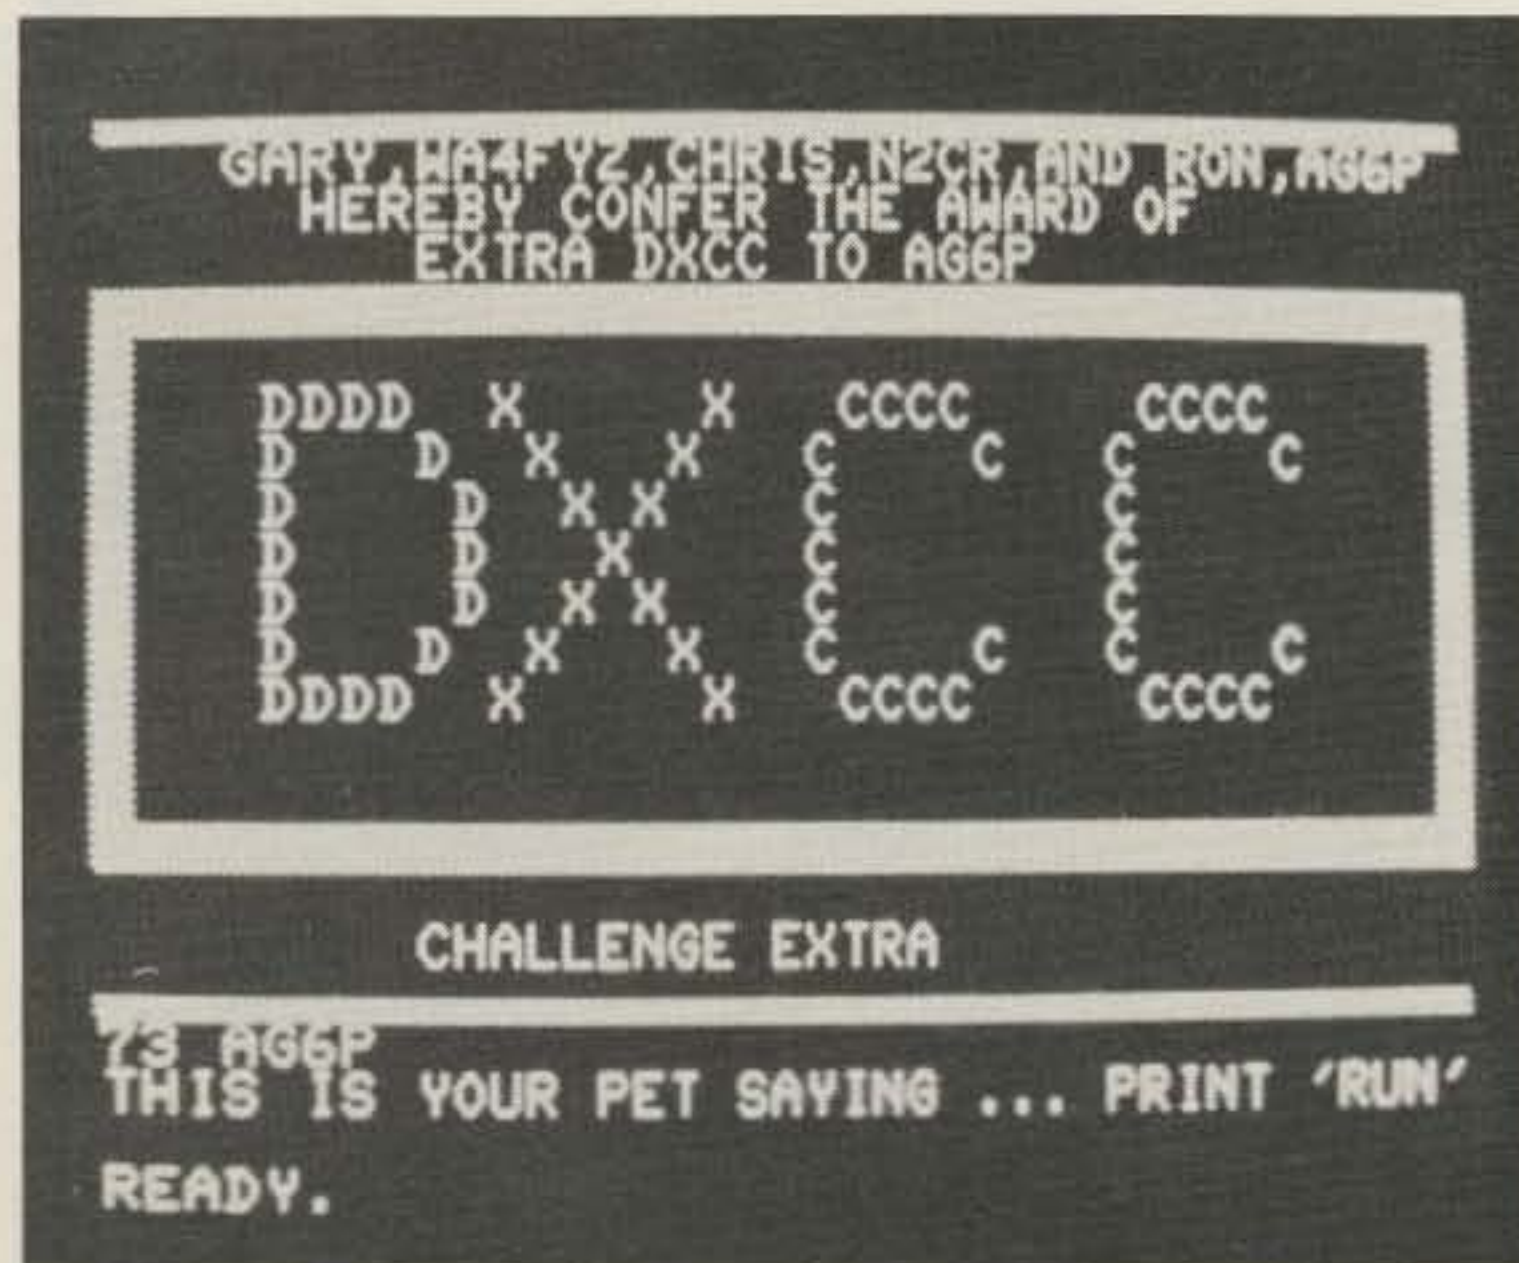 GARY,WA4FYZ,CHRIS,N2CR,AND RON,AG6P
HEREBY CONFER THE AWARD OF
EXTRA DXCC TO AG6P
DDDD X X CCCC CCCC
D D X X C C C C
D D X X C C
D D X C C
D D X X C C
D D X X C C C C
DDDD X X CCCC CCCC
CHALLENGE EXTRA
73 AG6P
THIS IS YOUR PET SAYING ... PRINT 'RUN'
READY.